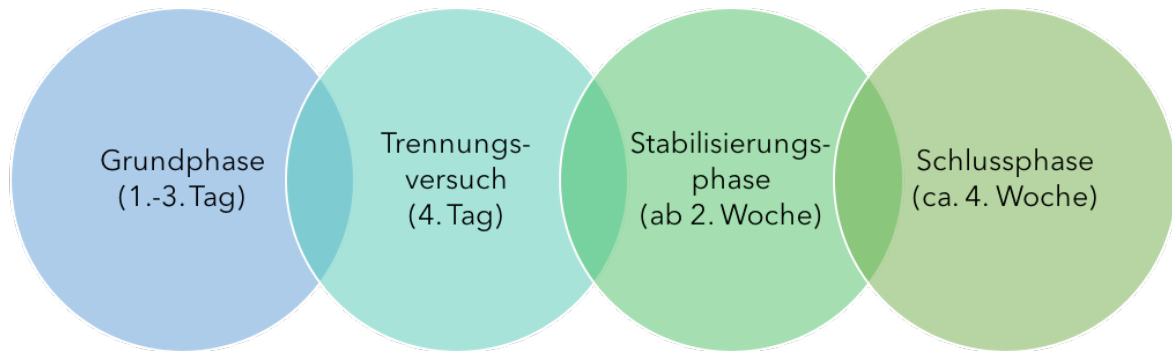 Grundphase
(1.-3. Tag)
Trennungs-
versuch
(4. Tag)
Stabilisierungs-
phase
(ab 2. Woche)
Schlussphase
(ca. 4. Woche)